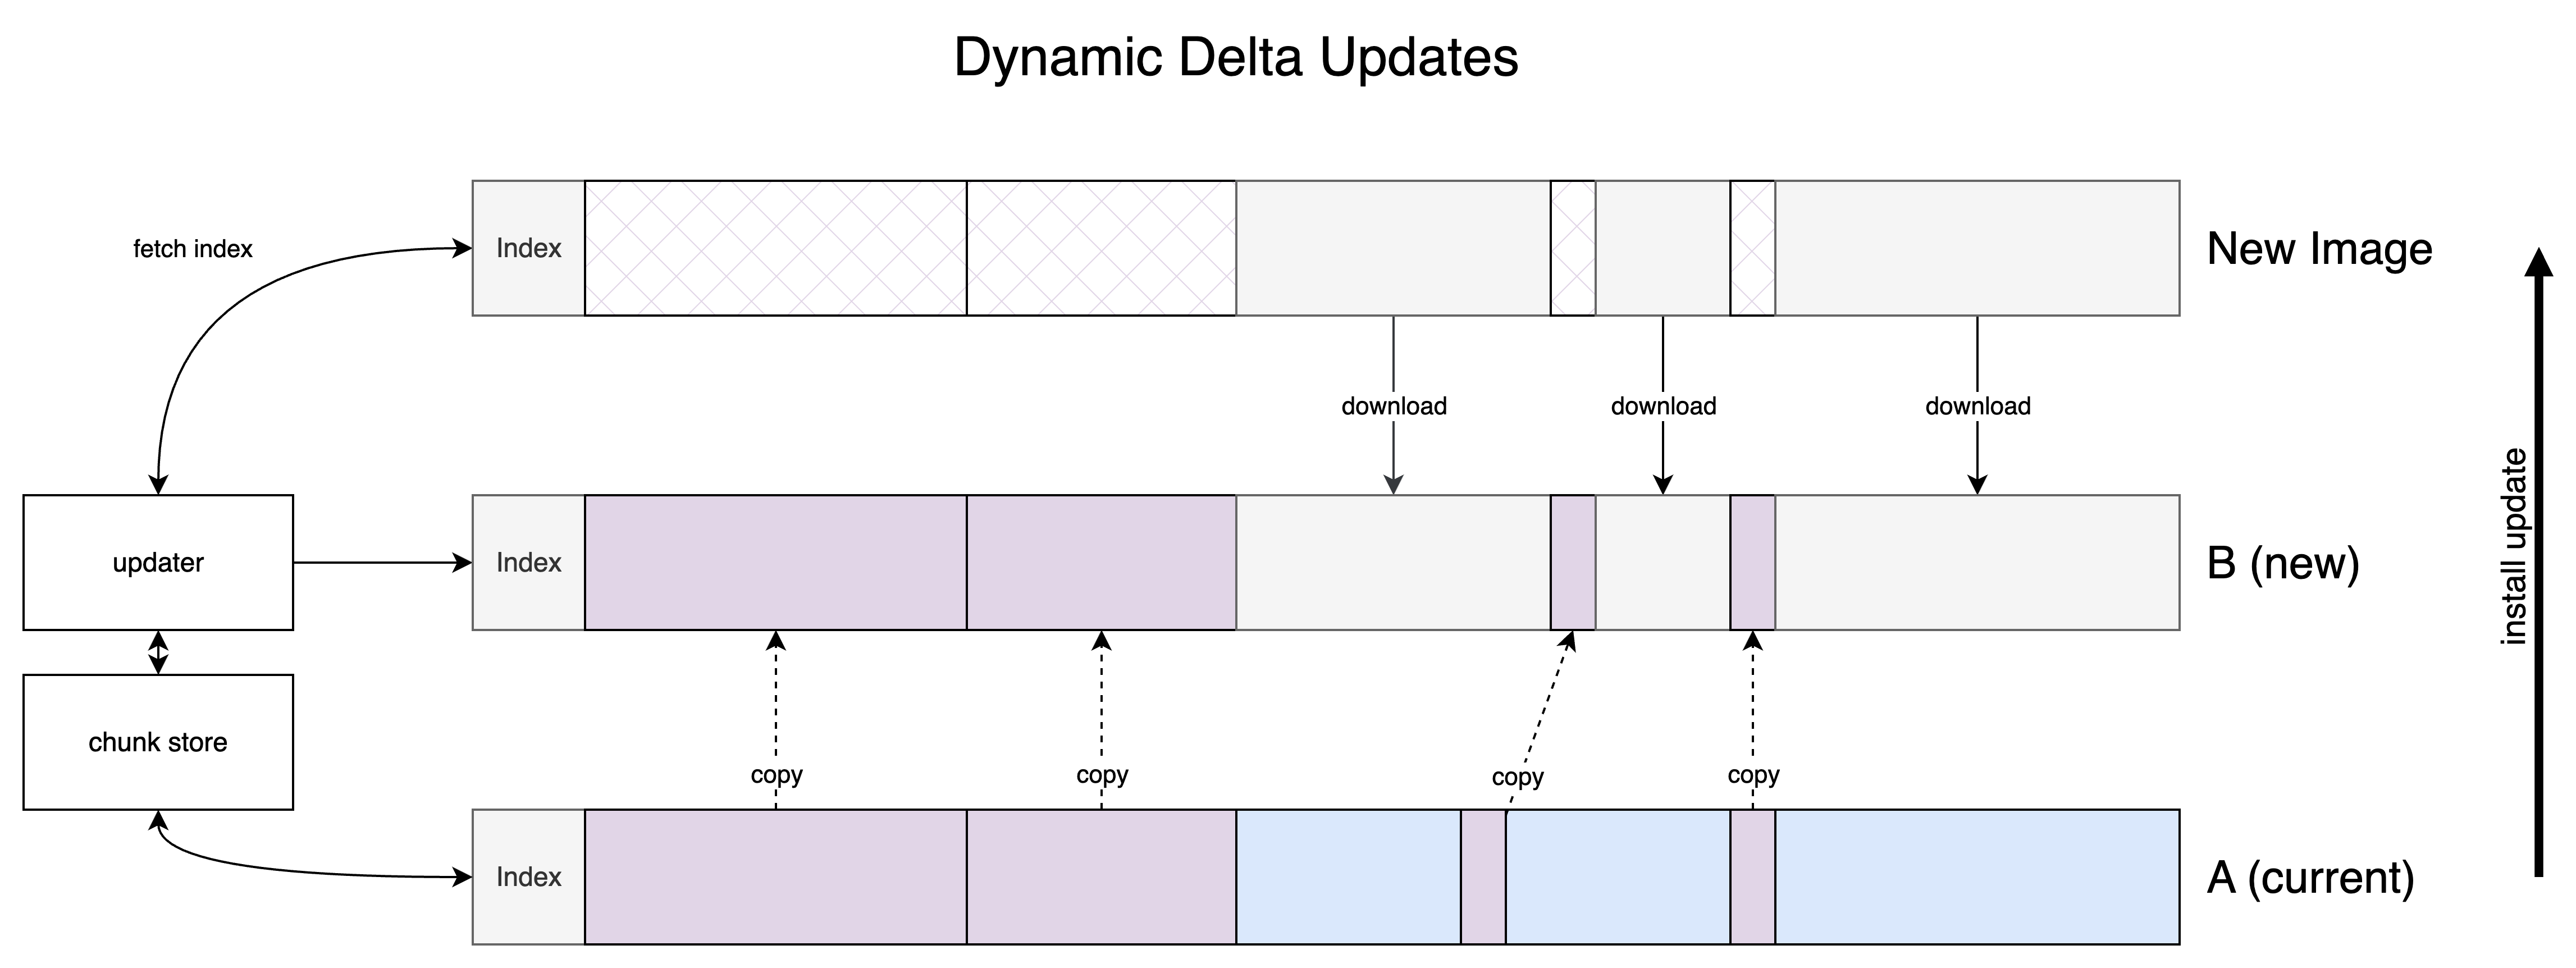 Dynamic Delta Updates
fetch index
Index
New Image
download
download
download
updater
Index
B (new)
install update
chunk store
copy
copy
copy
copy
Index
A (current)